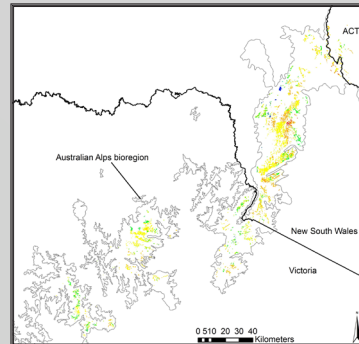 ACT
Australian Alps bioregion
New South Wales
Victoria
0 5 10 20 30 40
Kilometers